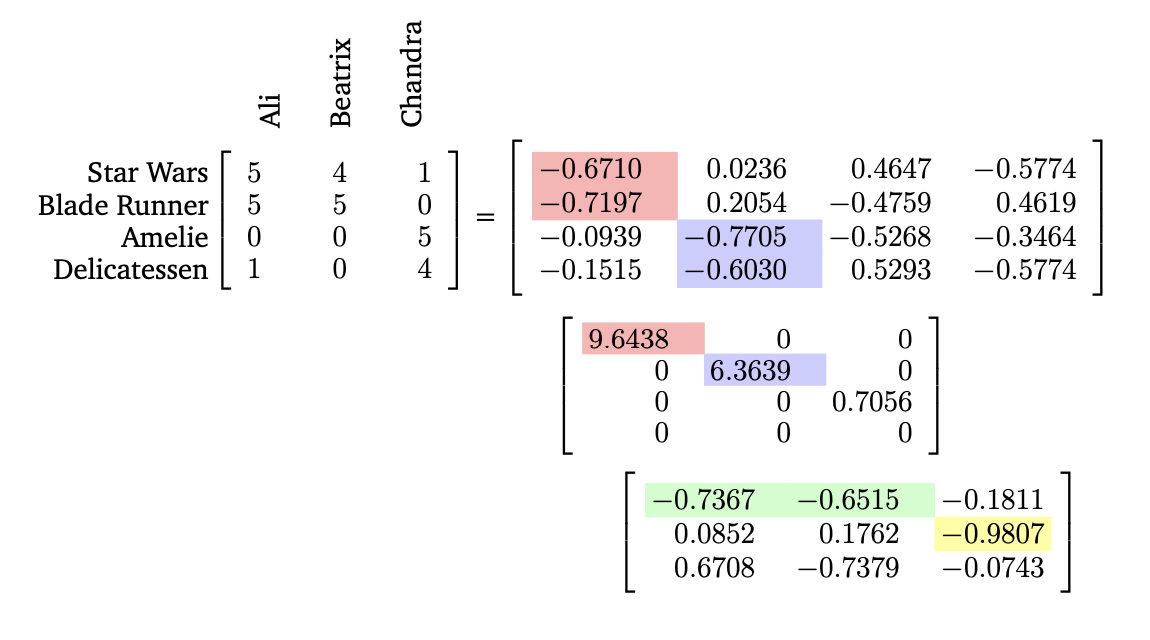 Ali Beatrix Chandra
Star Wars 5 4 1
Blade Runner 5 5 0
Amelie 0 0 5
Delicatessen 1 0 4
=
−0.6710 0.0236 0.4647 −0.5774
−0.7197 0.2054 −0.4759 0.4619
−0.0939 −0.7705 −0.5268 −0.3464
−0.1515 −0.6030 0.5293 −0.5774
9.6438 0 0
0 6.3639 0
0 0 0.7056
0 0 0
−0.7367 −0.6515 −0.1811
0.0852 0.1762 −0.9807
0.6708 −0.7379 −0.0743